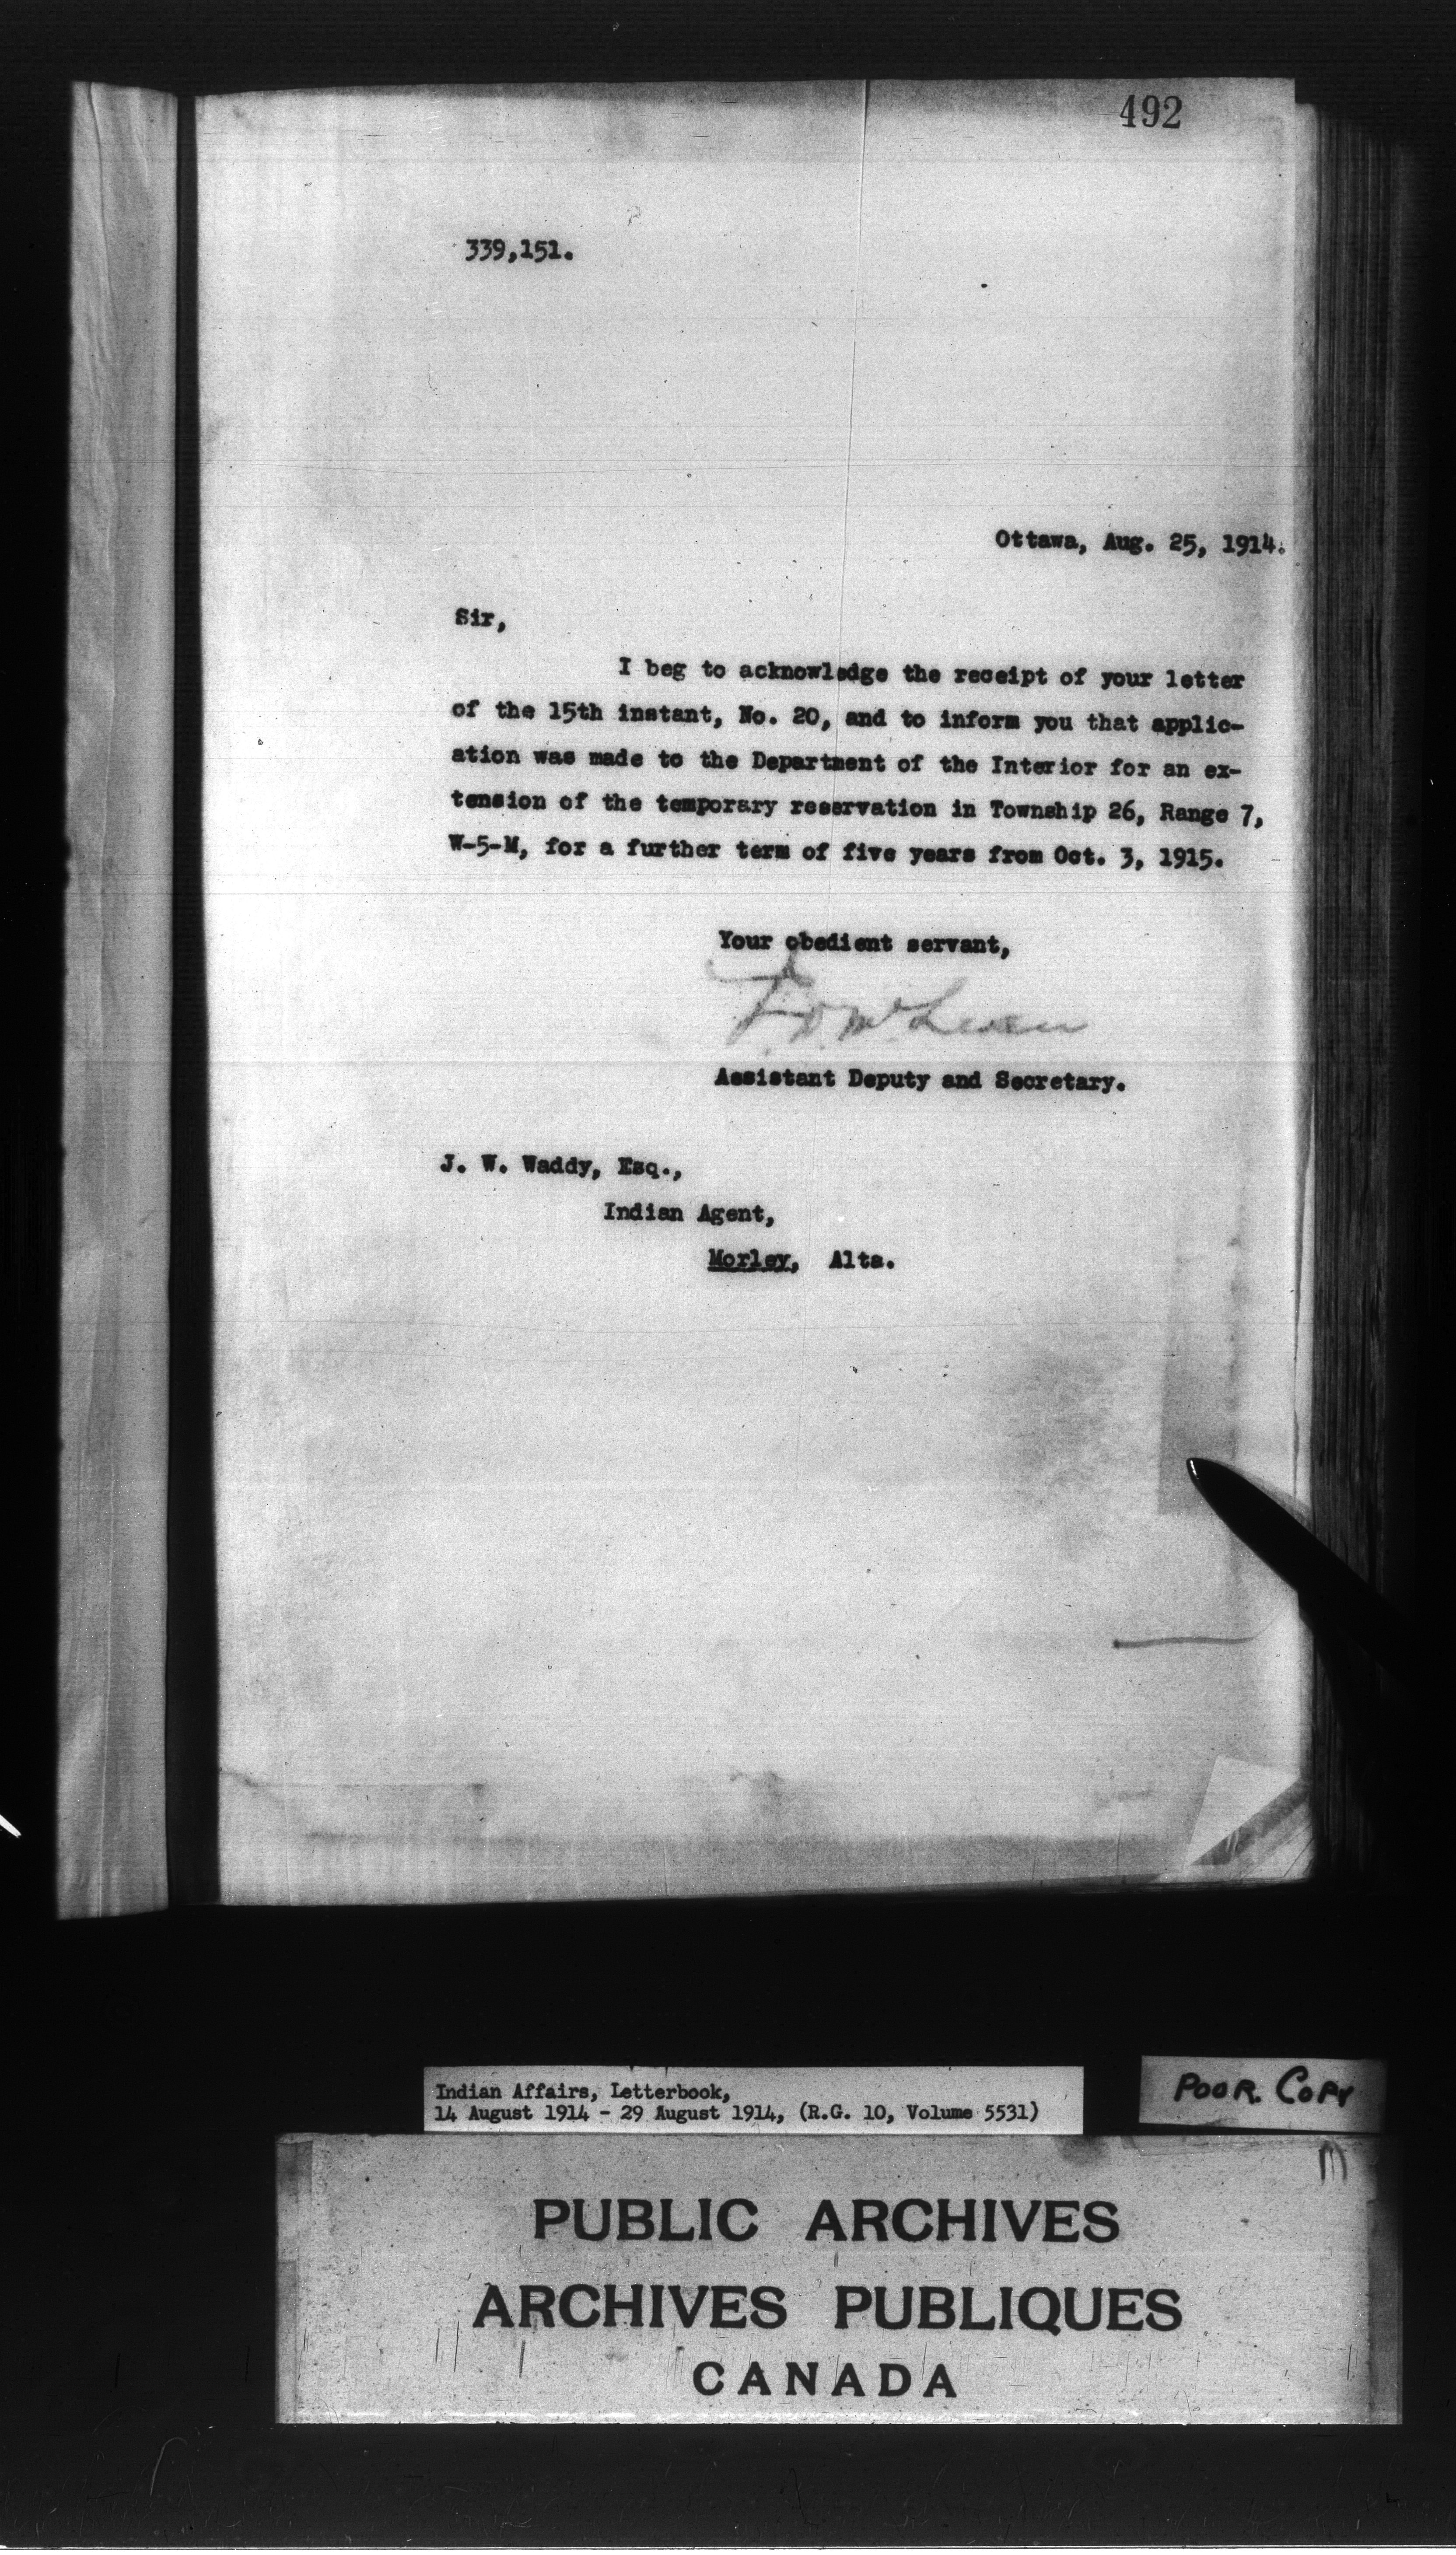 492
339,151.
Ottawa, Aug. 25, 1914.
Sir,
I beg to acknowledge the receipt of your letter
of the 15th instant, No. 20, and to inform you that applic-
ation was made to the Department of the Interior for an ex-
tension of the temporary reservation in Township 26, Range 7,
W-5-M, for a further term of five years from Oct. 3, 1915.
Your obedient servant,
J. D. McLean
Assistant Deputy and Secretary.
J. W. Waddy, Esq.,
Indian Agent,
Morley, Alta.
Indian Affairs, Letterbook,
14 August 1914 - 29 August 1914, (R.G. 10, Volume 5531)
POOR COPY
PUBLIC ARCHIVES
ARCHIVES PUBLIQUES
CANADA